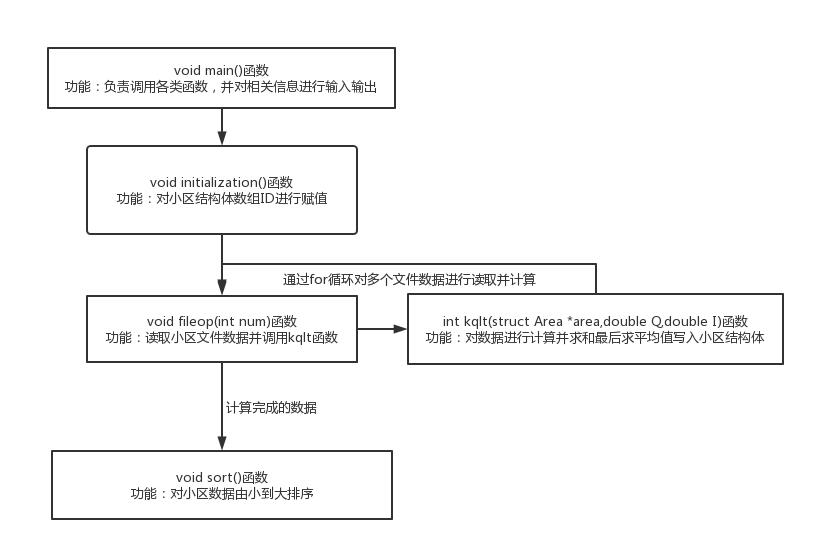 void main()函数
功能：负责调用各类函数，并对相关信息进行输入输出
void initialization()函数
功能：对小区结构体数组ID进行赋值
通过for循环对多个文件数据进行读取并计算
void fileop(int num)函数
功能：读取小区文件数据并调用kqlt函数
int kqlt(struct Area *area,double Q,double I)函数
功能：对数据进行计算并求和最后求平均值写入小区结构体
计算完成的数据
void sort()函数
功能：对小区数据由小到大排序